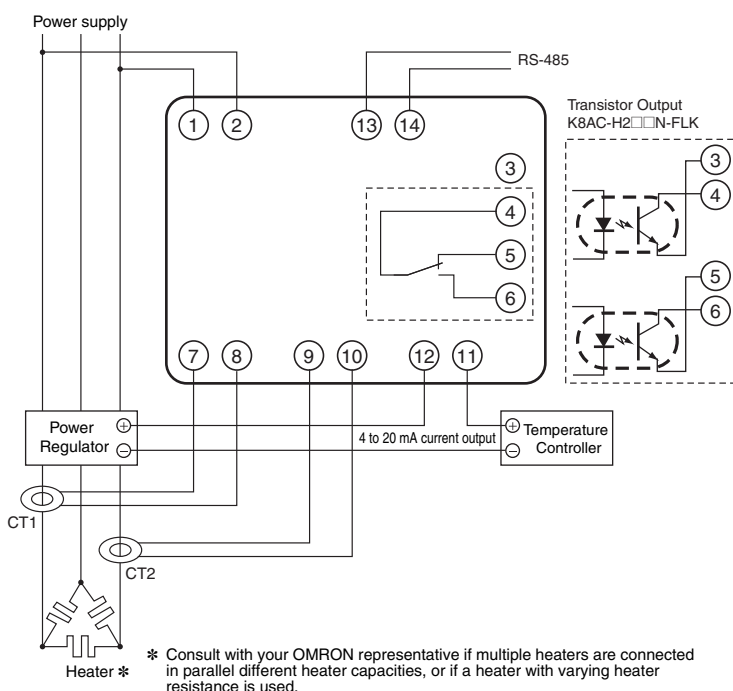 Power supply
RS-485
1
2
13
14
Transistor Output
K8AC-H2□□N-FLK
3
4
5
6
3
4
5
6
7
8
9
10
12
11
Power
Regulator
+
−
4 to 20 mA current output
+
−
Temperature
Controller
CT1
CT2
Heater ✻
✻ Consult with your OMRON representative if multiple heaters are connected
in parallel different heater capacities, or if a heater with varying heater
resistance is used.